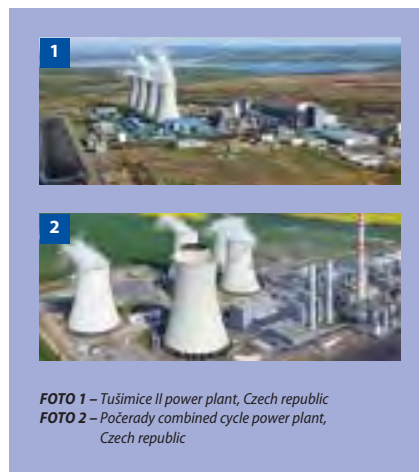 1
2
FOTO 1 – Tušimice II power plant, Czech republic
FOTO 2 – Počerady combined cycle power plant,
Czech republic